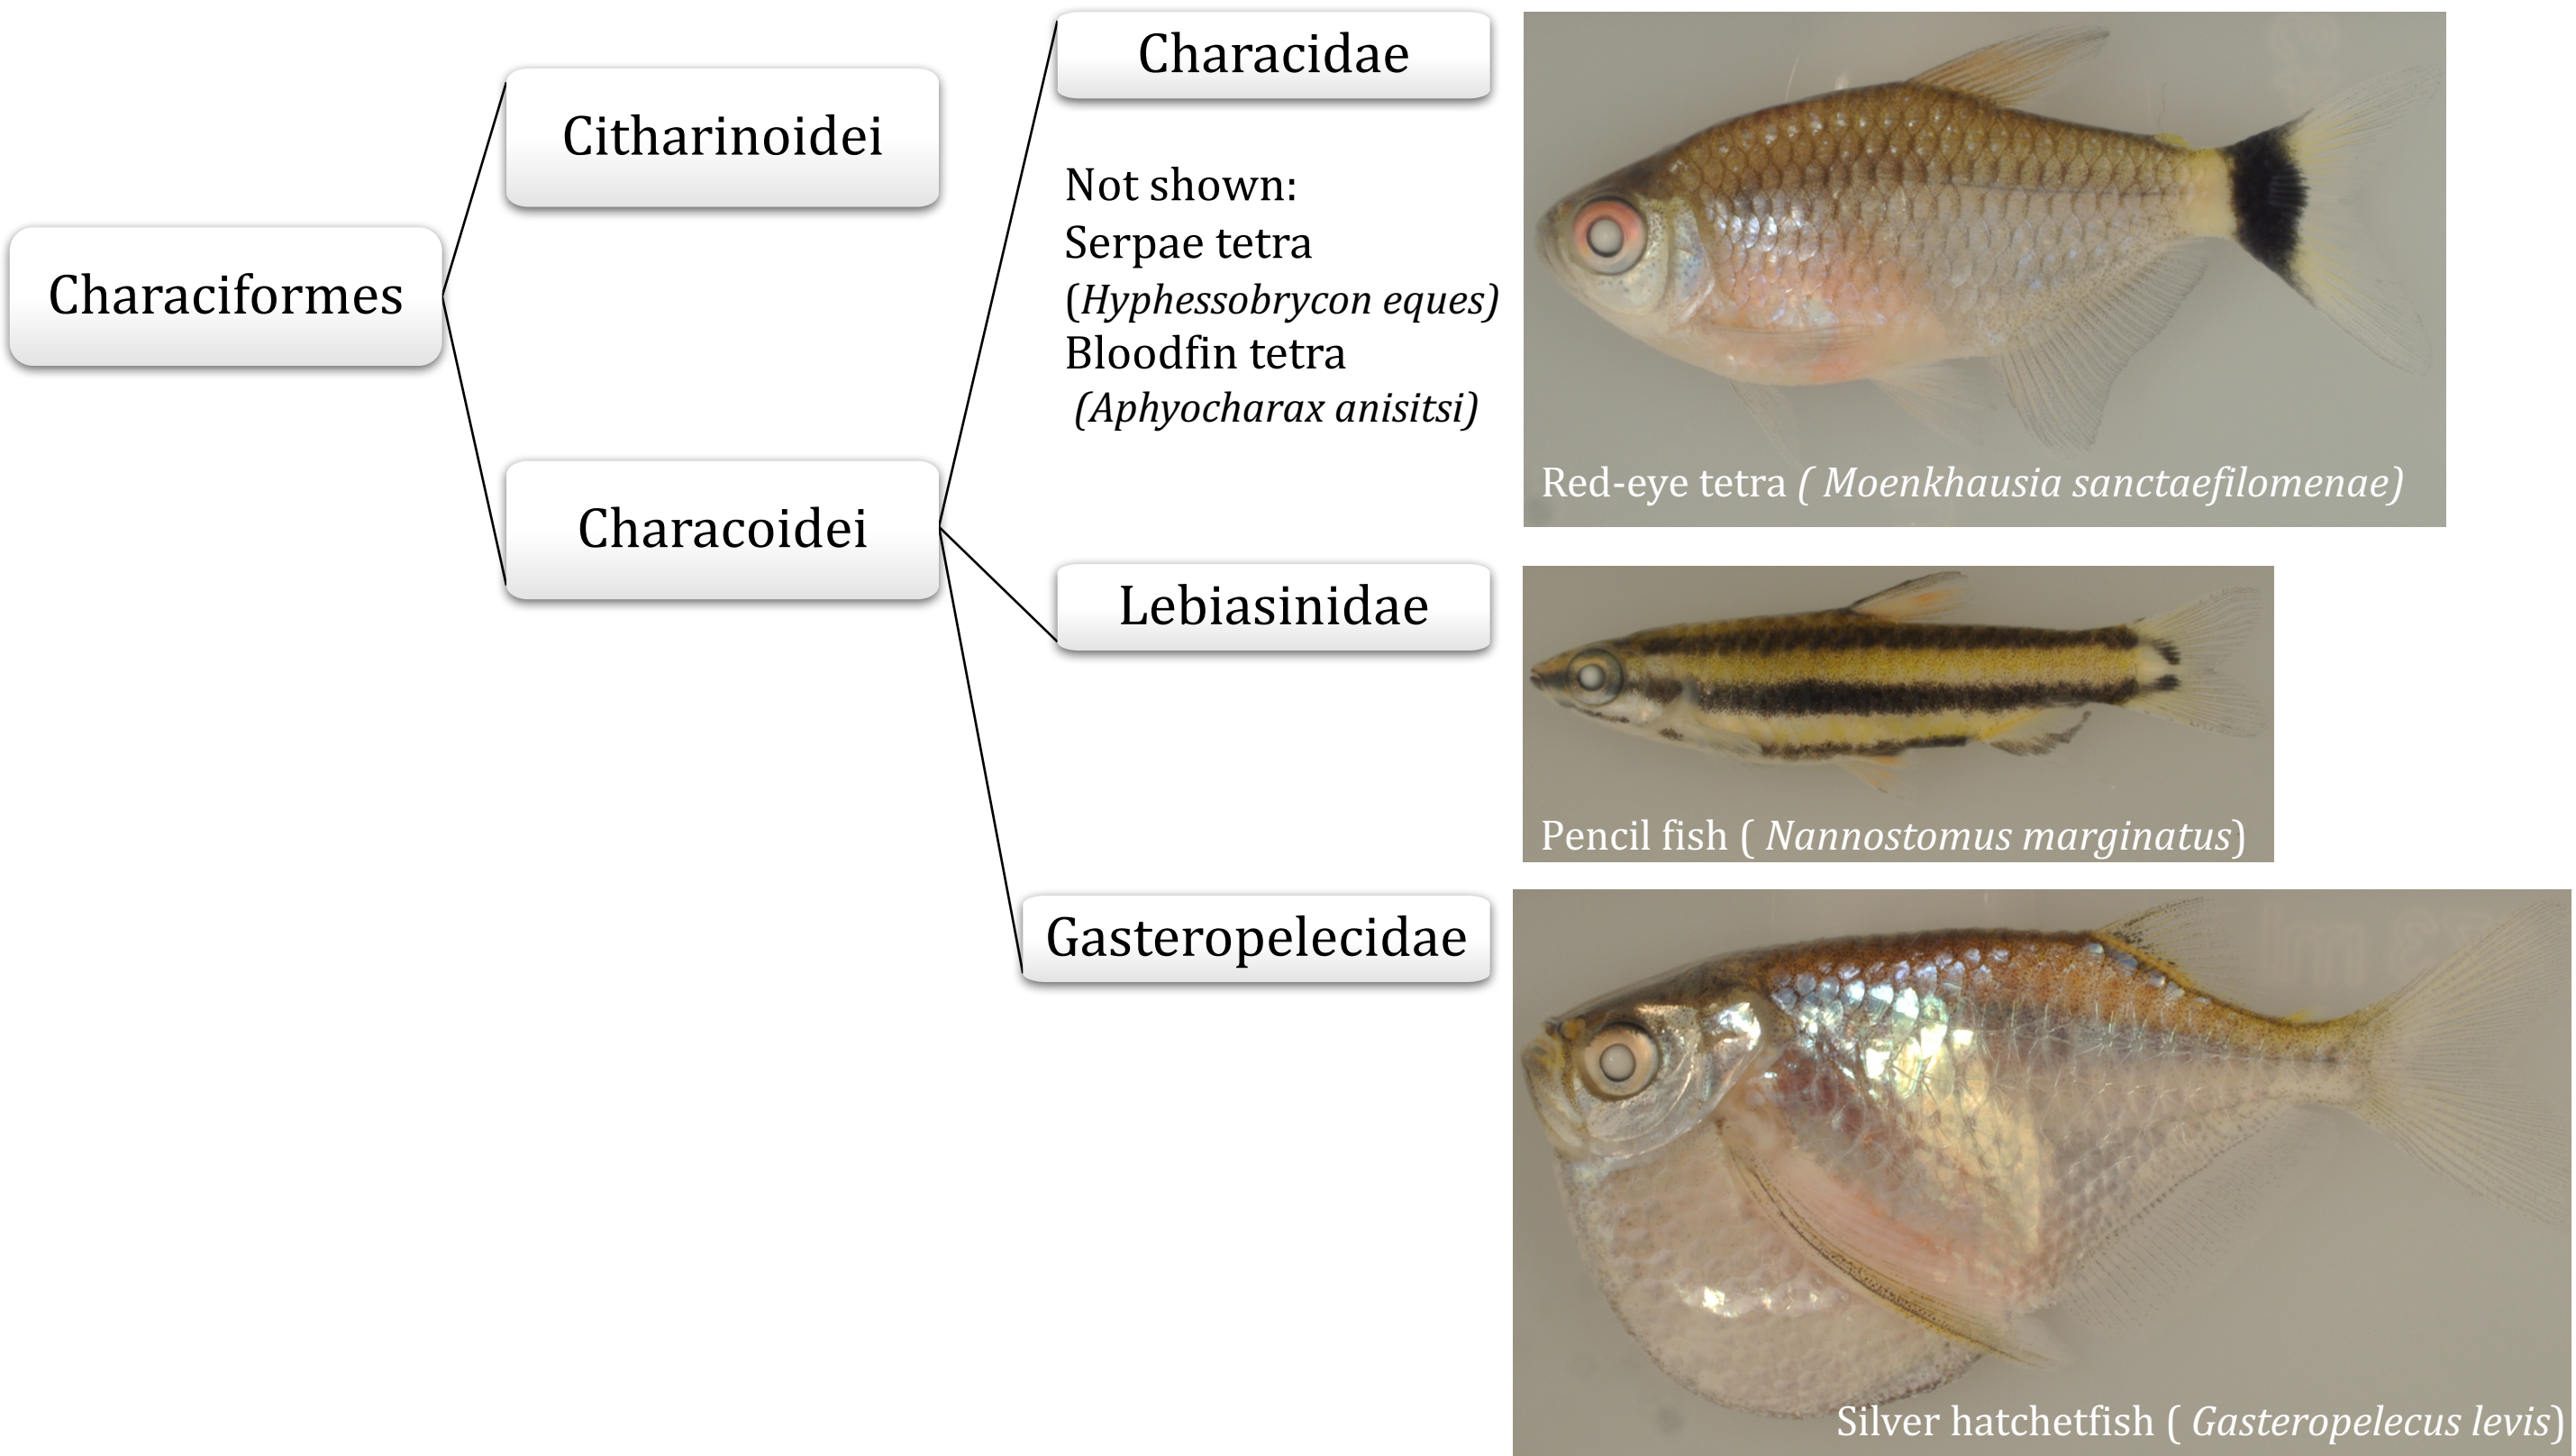 Characiformes
Citharinoidei
Characoidei
Characidae
Not shown:
Serpae tetra
(Hyphessobrycon eques)
Bloodfin tetra
(Aphyocharax anisitsi)
Red-eye tetra ( Moenkhausia sanctaefilomenae)
Lebiasinidae
Pencil fish ( Nannostomus marginatus)
Gasteropelecidae
Silver hatchetfish ( Gasteropelecus levis)